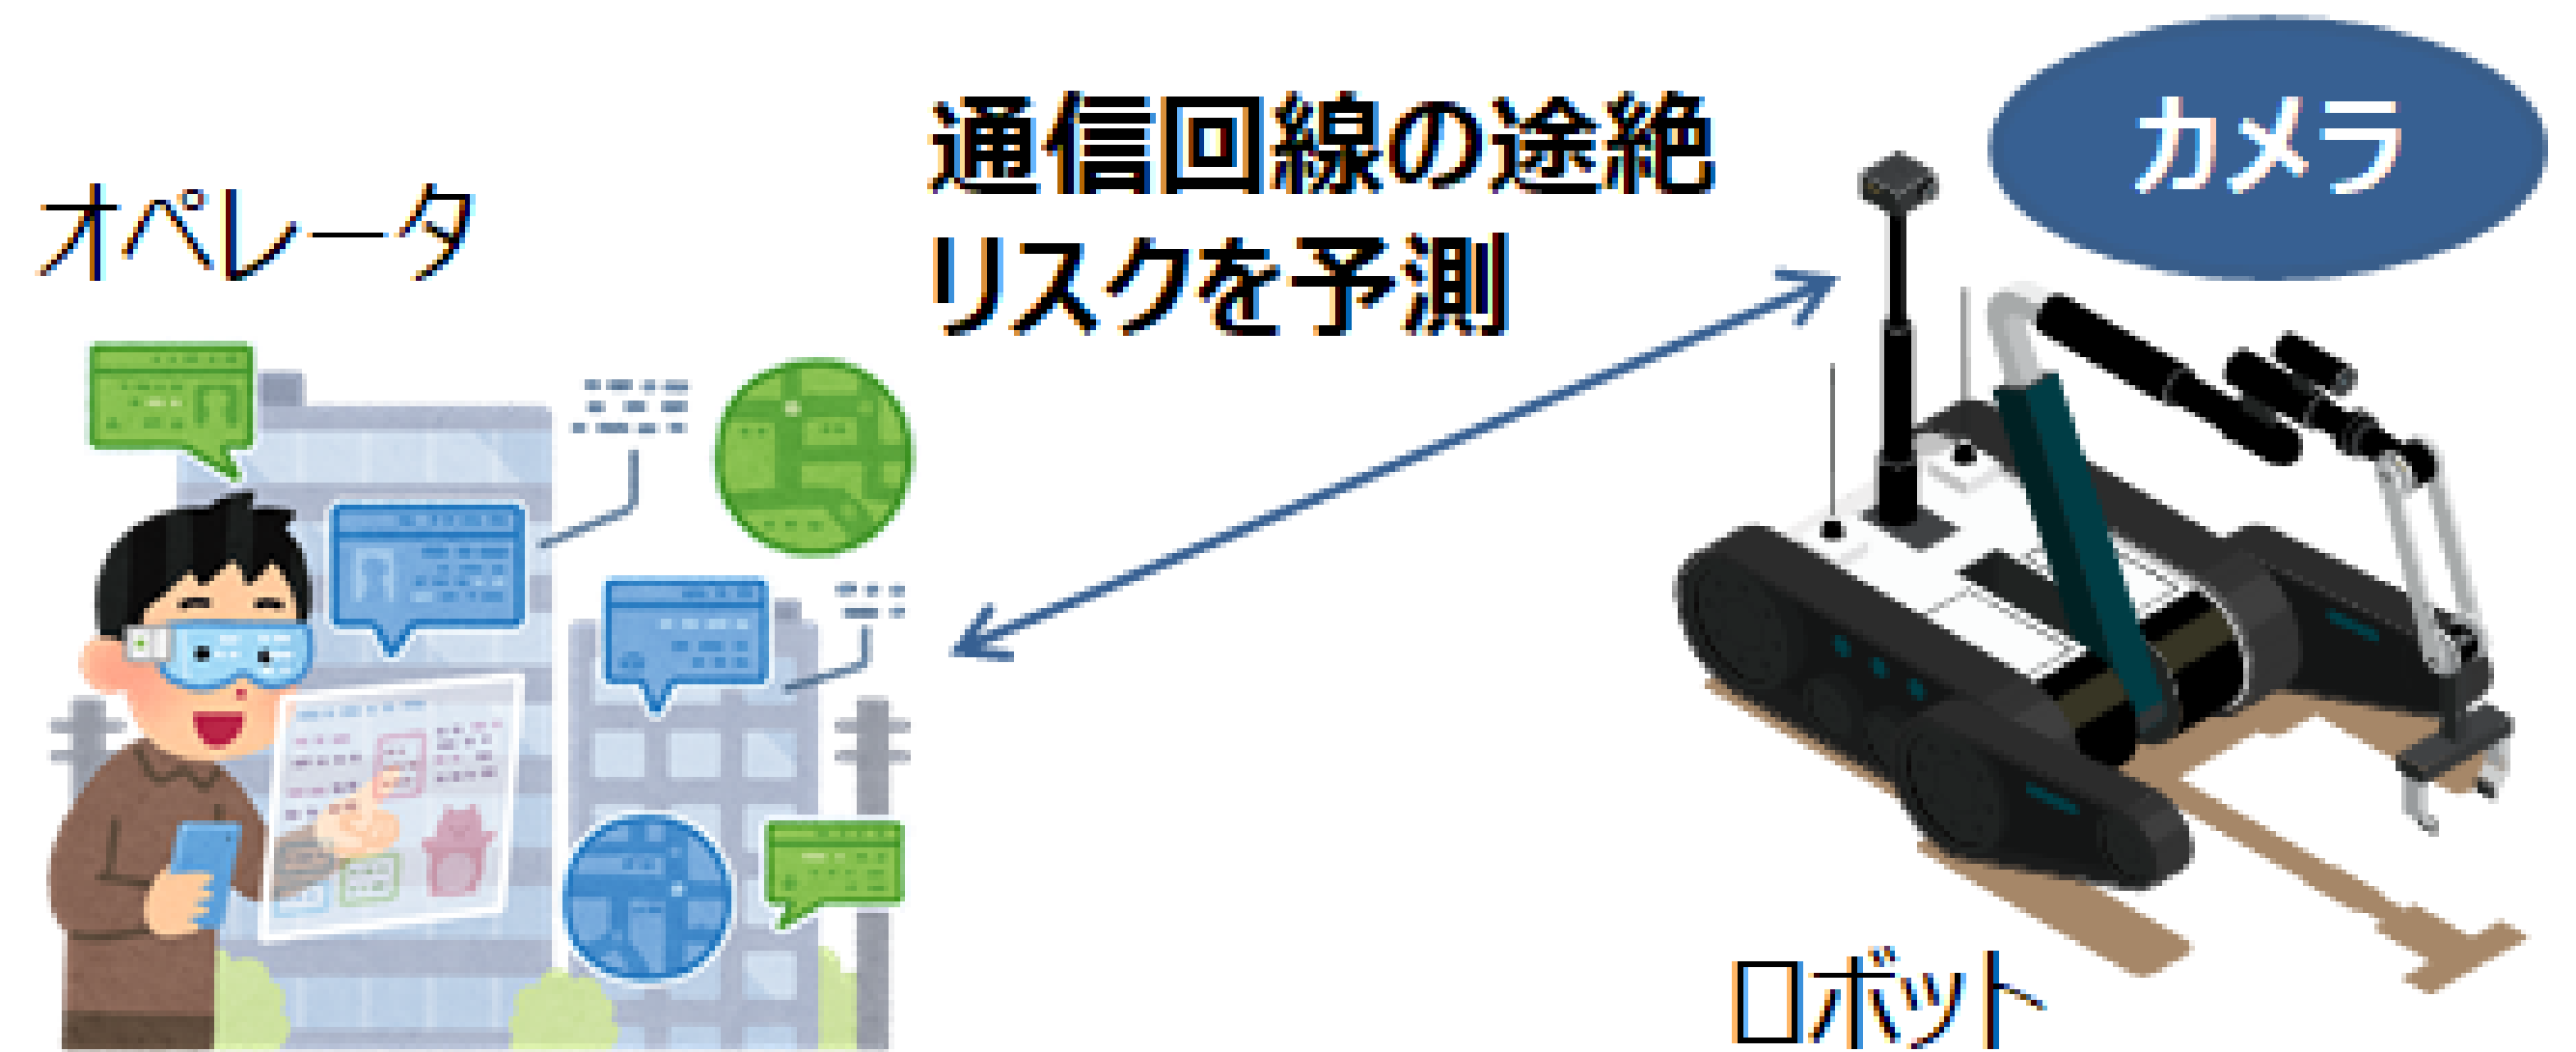 オペレータ
通信回線の途絶
リスクを予測
カメラ
ロボット